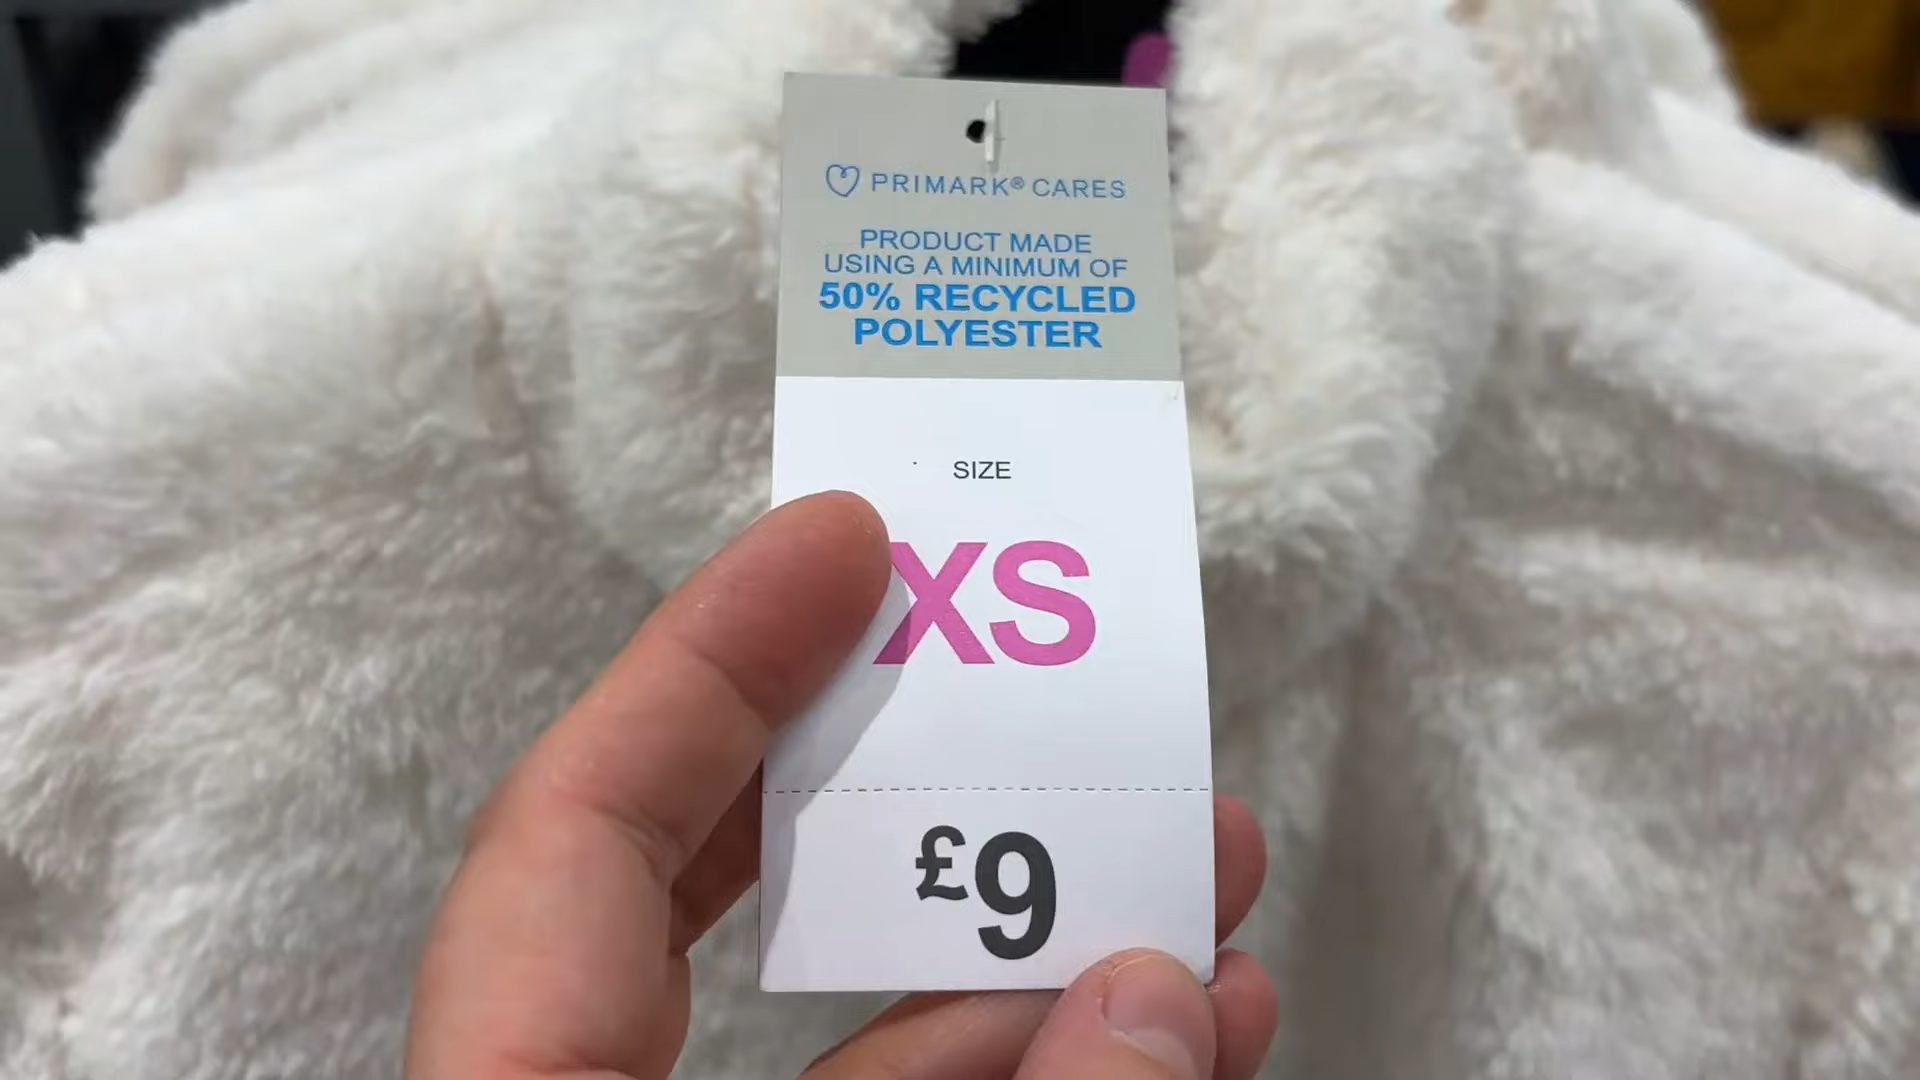 PRIMARK® CARES
PRODUCT MADE
USING A MINIMUM OF
50% RECYCLED
POLYESTER
SIZE
XS
£9